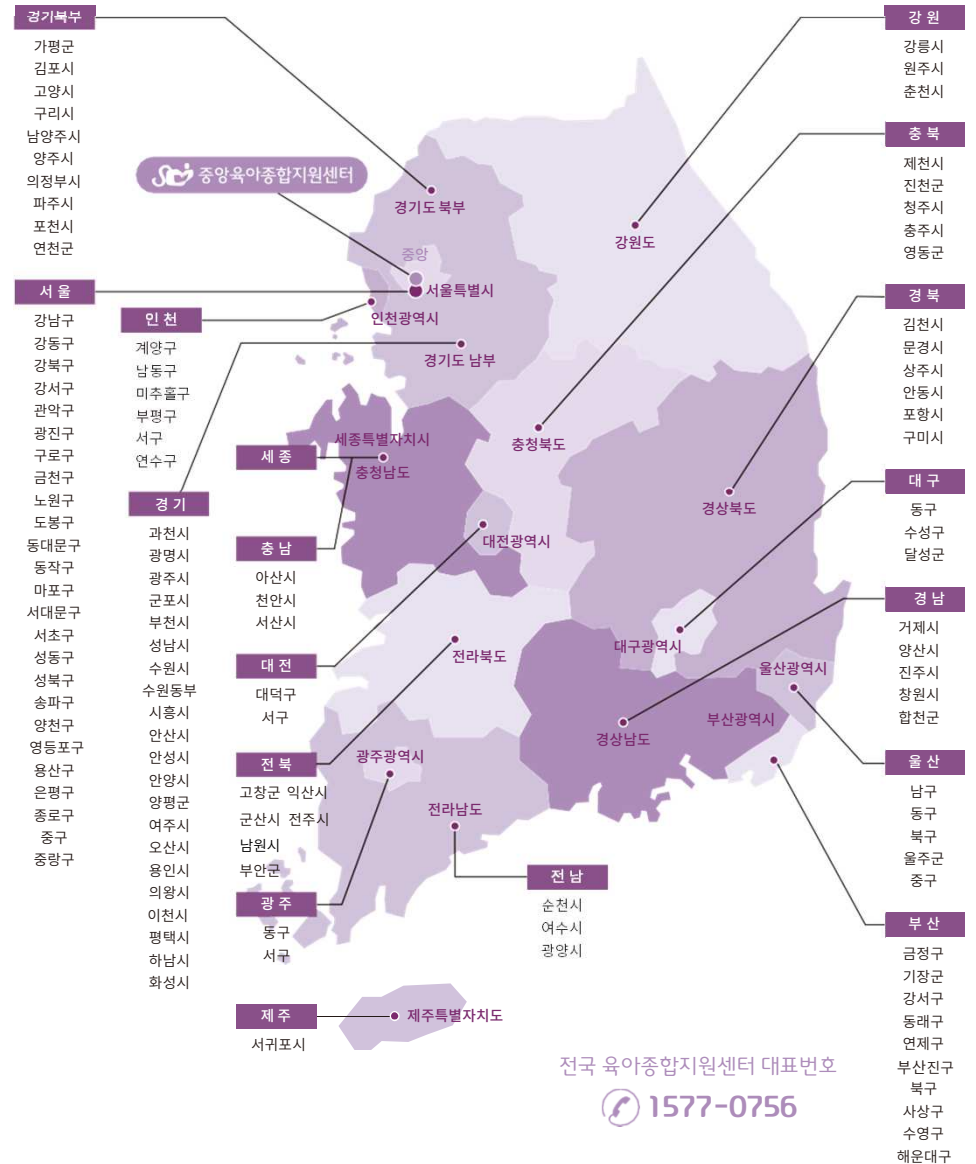 경기북부
가평군
김포시
고양시
구리시
남양주시
양주시
의정부시
파주시
포천시
연천군
서울
강남구
강동구
강북구
강서구
관악구
광진구
구로구
금천구
노원구
도봉구
동대문구
동작구
마포구
서대문구
서초구
성동구
성북구
송파구
양천구
영등포구
용산구
은평구
종로구
중구
중랑구
인천
계양구
남동구
미추홀구
부평구
서구
연수구
경기
과천시
광명시
광주시
군포시
부천시
성남시
수원시
수원동부
시흥시
안산시
안성시
안양시
양평군
여주시
오산시
용인시
의왕시
이천시
평택시
하남시
화성시
세종
충남
아산시
천안시
서산시
대전
대덕구
서구
전북
고창군 익산시
군산시 전주시
남원시
부안군
광주
동구
서구
제주
서귀포시
중앙육아종합지원센터
경기도 북부
중앙
서울특별시
인천광역시
경기도 남부
강원도
세종특별자치시
충청남도
충청북도
대전광역시
경상북도
전라북도
대구광역시
울산광역시
부산광역시
경상남도
광주광역시
전라남도
제주특별자치도
전남
순천시
여수시
광양시
강원
강릉시
원주시
춘천시
충북
제천시
진천군
청주시
충주시
영동군
경북
김천시
문경시
상주시
안동시
포항시
구미시
대구
동구
수성구
달성군
경남
거제시
양산시
진주시
창원시
합천군
울산
남구
동구
북구
울주군
중구
부산
금정구
기장군
강서구
동래구
연제구
부산진구
북구
사상구
수영구
해운대구
전국 육아종합지원센터 대표번호
1577-0756